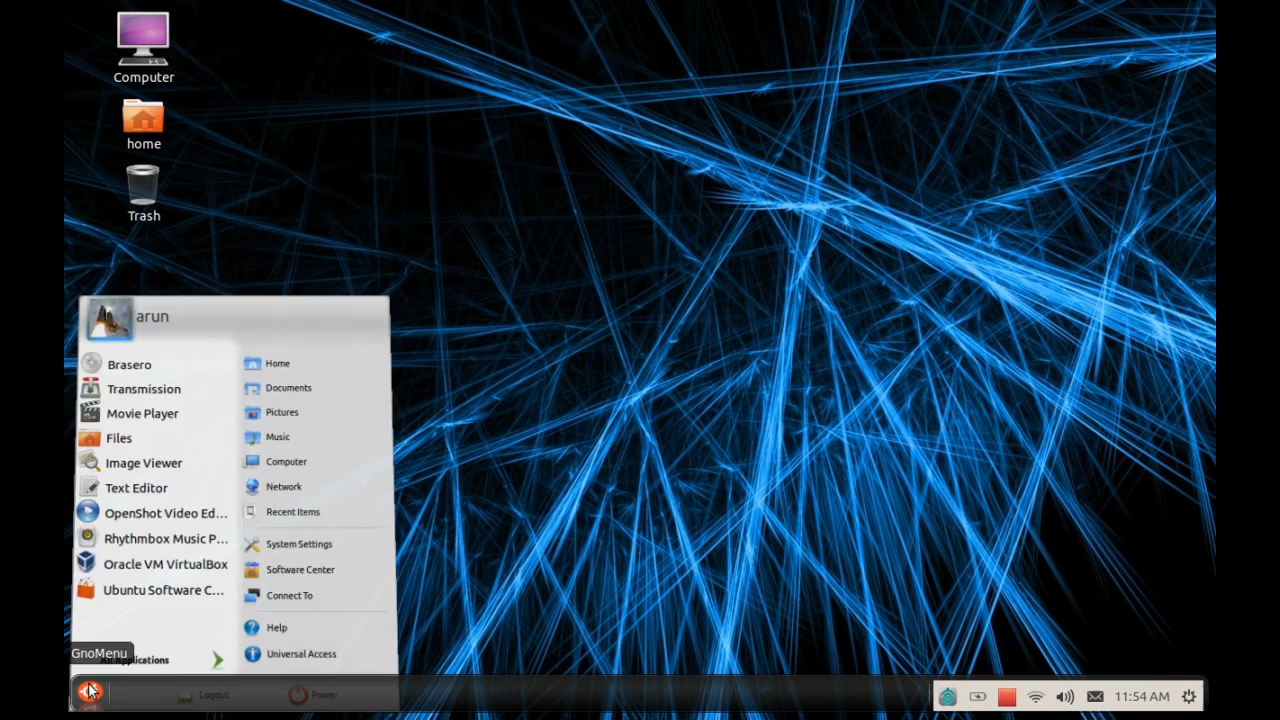 Computer
home
Trash
arun
Brasero
Transmission
Movie Player
Files
Image Viewer
Text Editor
OpenShot Video Ed...
Rhythmbox Music P...
Oracle VM VirtualBox
Ubuntu Software C...
Home
Documents
Pictures
Music
Computer
Network
Recent Items
System Settings
Software Center
Connect To
Help
Universal Access
GnoMenu
All Applications
Logout
Power
11:54 AM